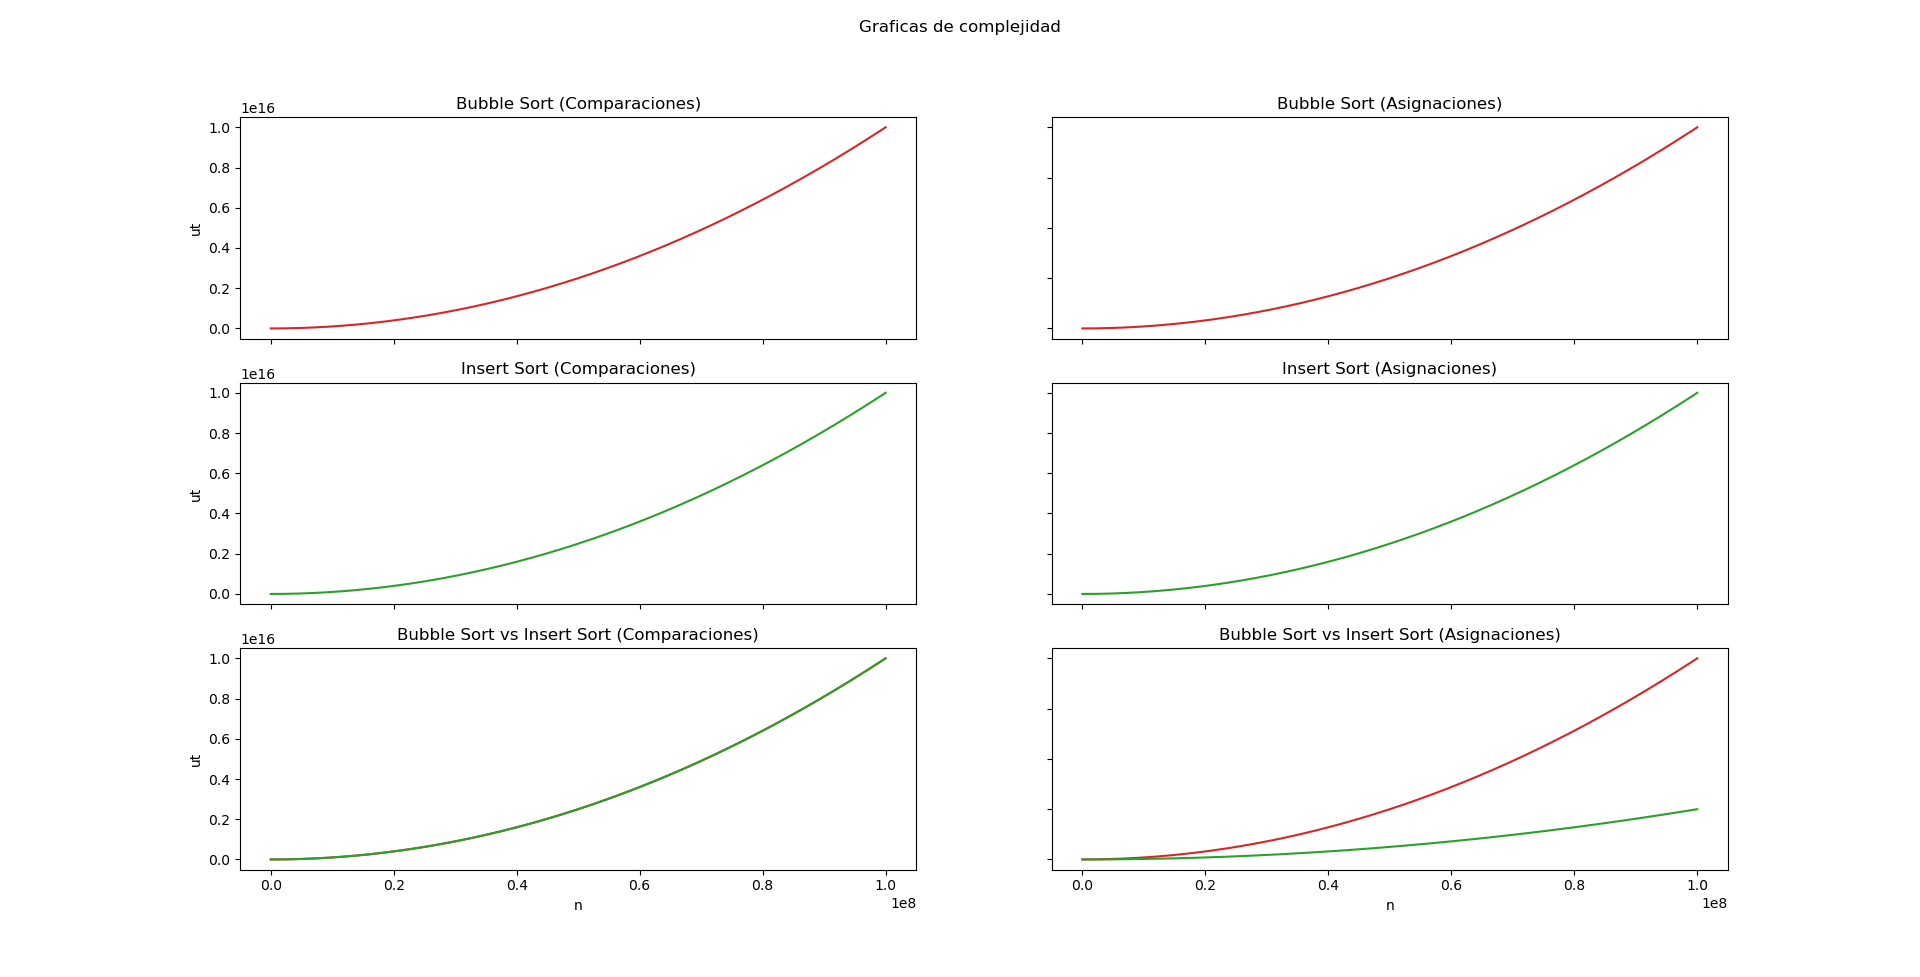 Graficas de complejidad
Bubble Sort (Comparaciones)
1e16
1.0
0.8
0.6
0.4
0.2
0.0
ut
Bubble Sort (Asignaciones)
Insert Sort (Comparaciones)
1e16
1.0
0.8
0.6
0.4
0.2
0.0
ut
Insert Sort (Asignaciones)
Bubble Sort vs Insert Sort (Comparaciones)
1e16
1.0
0.8
0.6
0.4
0.2
0.0
ut
0.0 0.2 0.4 0.6 0.8 1.0
1e8
n
Bubble Sort vs Insert Sort (Asignaciones)
0.0 0.2 0.4 0.6 0.8 1.0
1e8
n